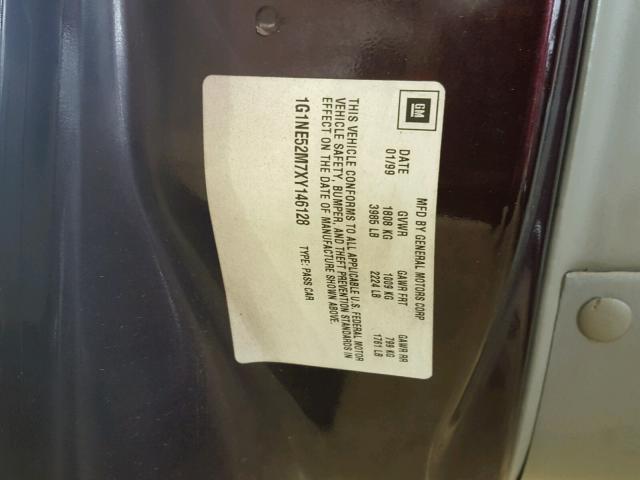 GM
MFD BY GENERAL MOTORS CORP
DATE GVWR GAWR FRT GAWR RR
01/99 1808 KG 1009 KG 799 KG
3985 LB 2224 LB 1761 LB
THIS VEHICLE CONFORMS TO ALL APPLICABLE U.S. FEDERAL MOTOR
VEHICLE SAFETY, BUMPER, AND THEFT PREVENTION STANDARDS IN
EFFECT ON THE DATE OF MANUFACTURE SHOWN ABOVE.
1G1NE52M7XY146128 TYPE: PASS CAR